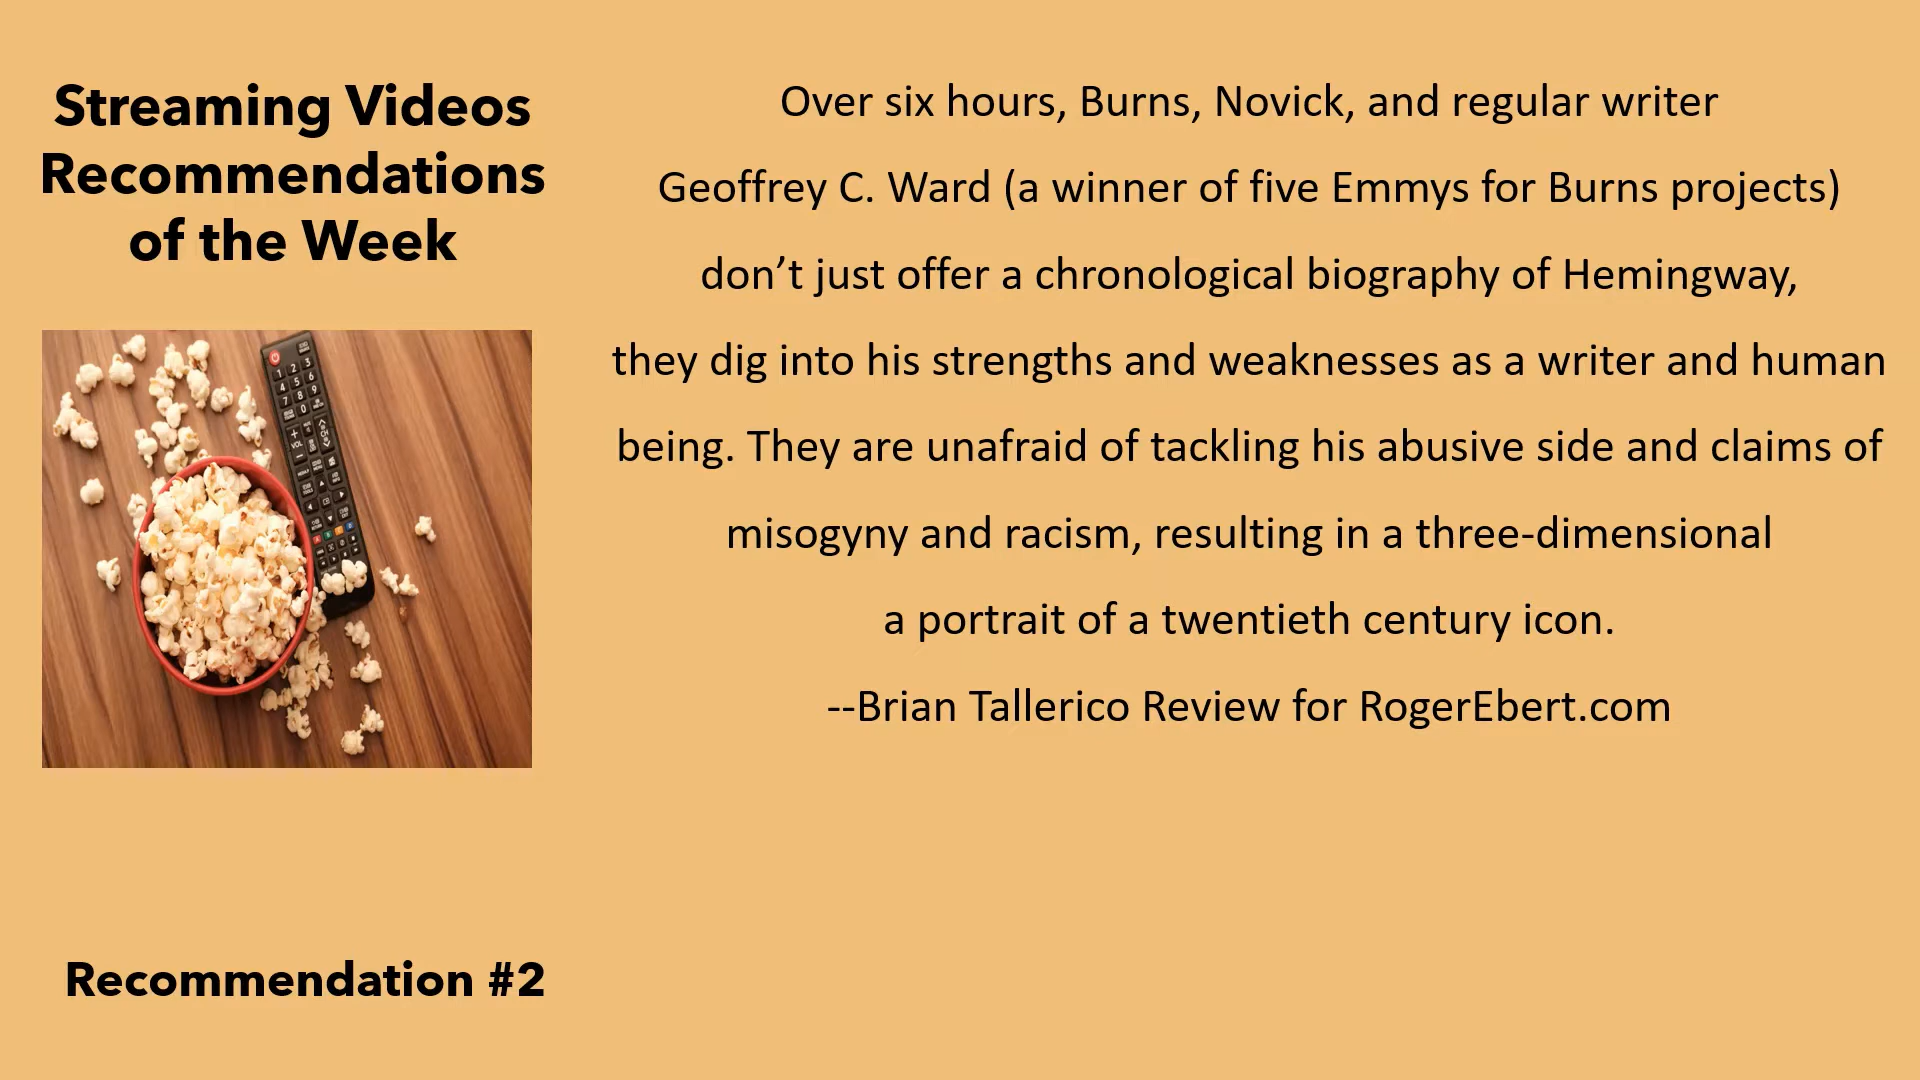 Streaming Videos
Recommendations
of the Week
Over six hours, Burns, Novick, and regular writer
Geoffrey C. Ward (a winner of five Emmys for Burns projects)
don’t just offer a chronological biography of Hemingway,
they dig into his strengths and weaknesses as a writer and human
being. They are unafraid of tackling his abusive side and claims of
misogyny and racism, resulting in a three-dimensional
a portrait of a twentieth century icon.
--Brian Tallerico Review for RogerEbert.com
Recommendation #2